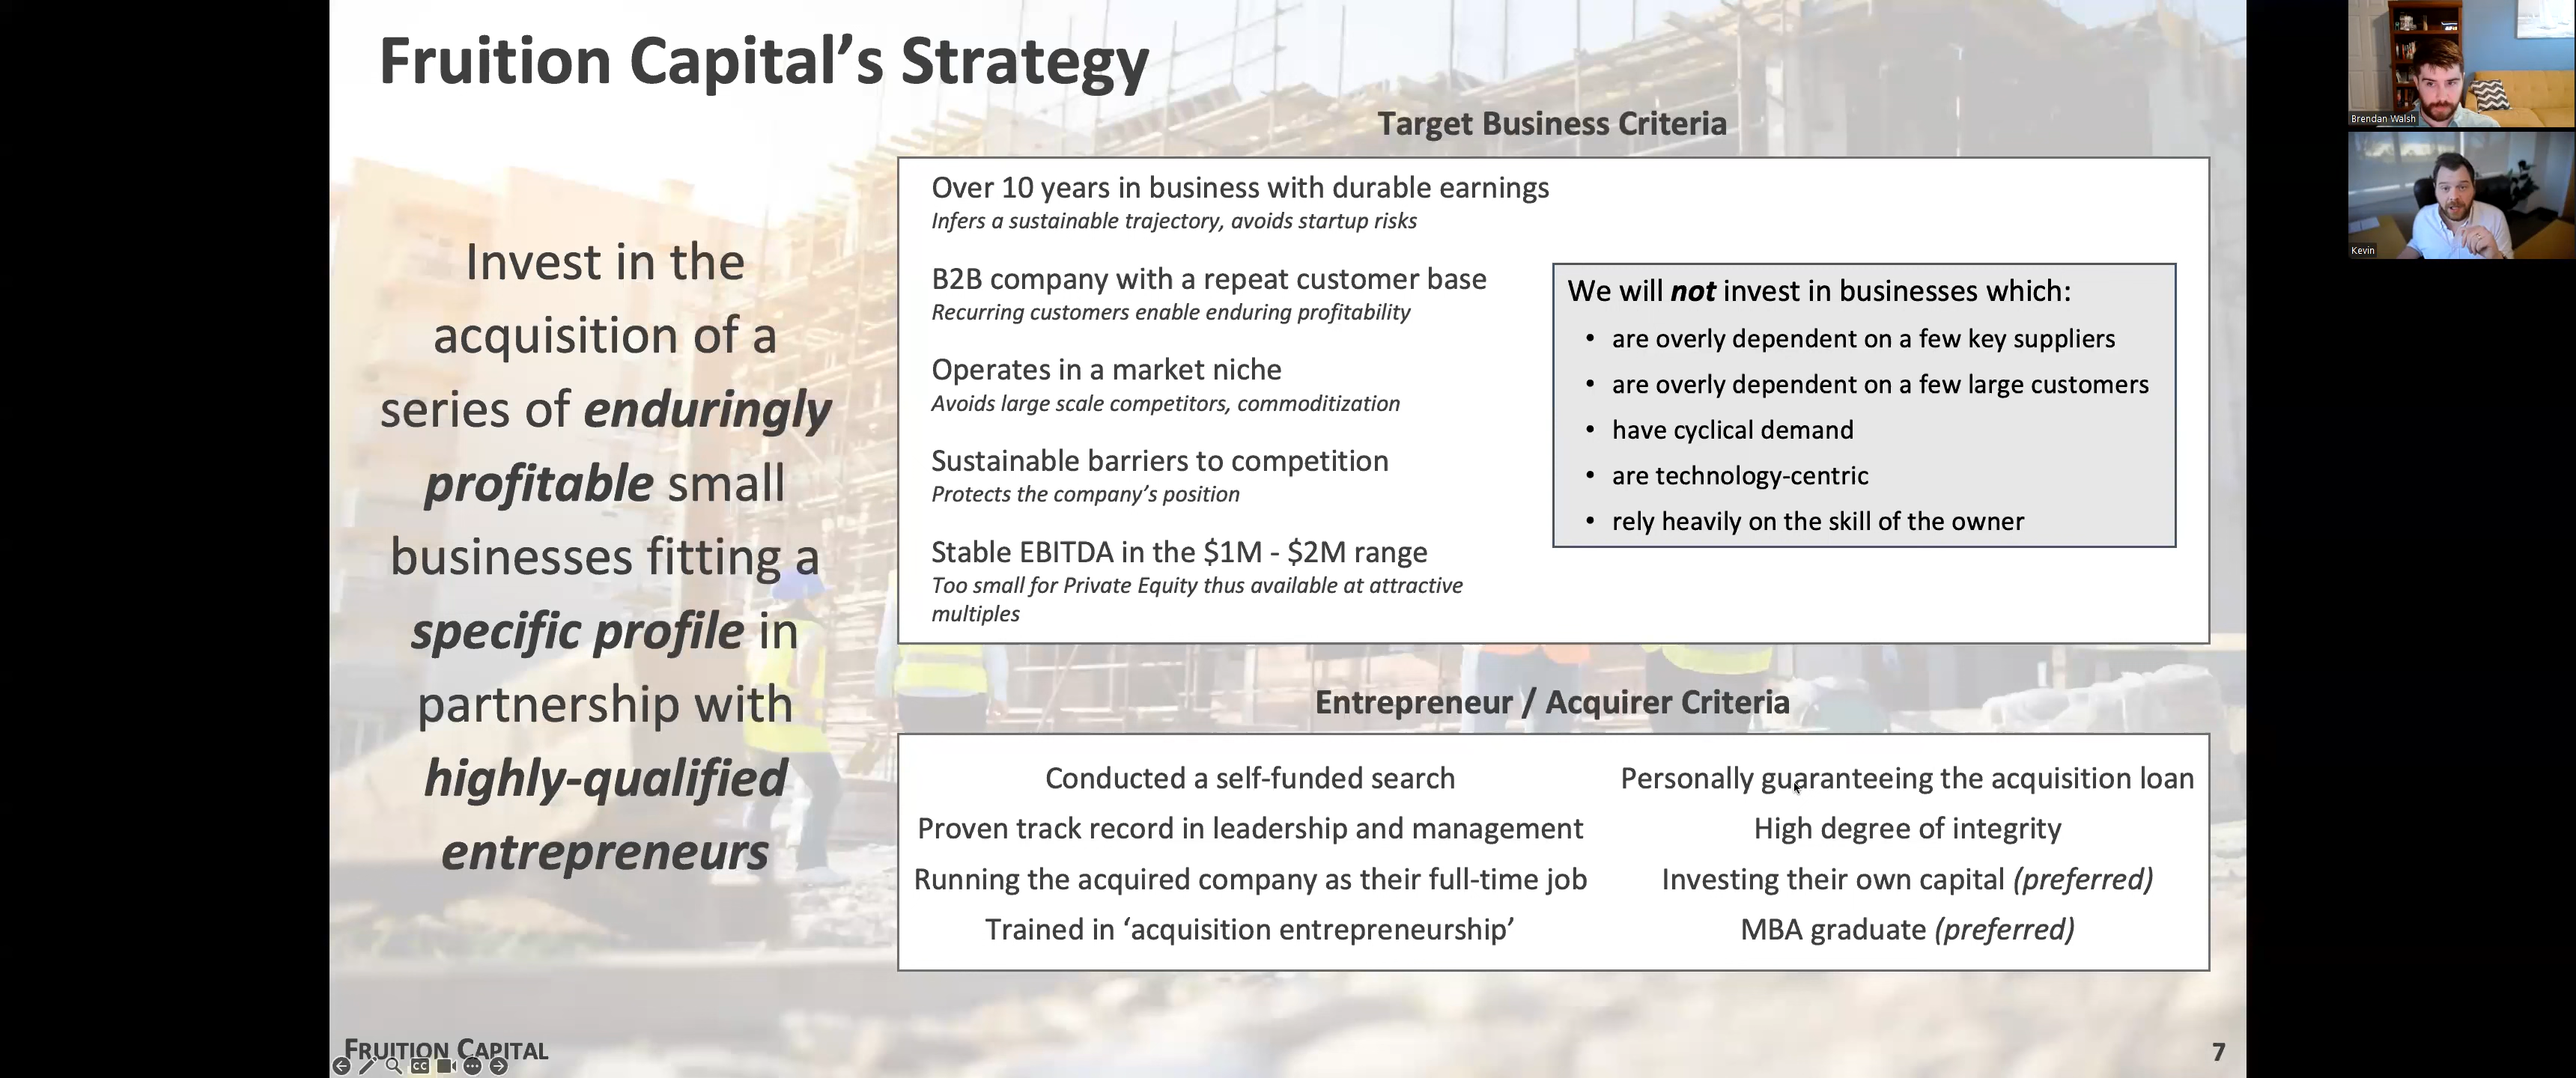 Fruition Capital's Strategy
Invest in the
acquisition of a
series of enduringly
profitable small
businesses fitting a
specific profile in
partnership with
highly-qualified
entrepreneurs
Target Business Criteria
Over 10 years in business with durable earnings
Infers a sustainable trajectory, avoids startup risks
B2B company with a repeat customer base
Recurring customers enable enduring profitability
Operates in a market niche
Avoids large scale competitors, commoditization
Sustainable barriers to competition
Protects the company's position
Stable EBITDA in the $1M - $2M range
Too small for Private Equity thus available at attractive
multiples
We will not invest in businesses which:
• are overly dependent on a few key suppliers
• are overly dependent on a few large customers
• have cyclical demand
• are technology-centric
• rely heavily on the skill of the owner
Entrepreneur / Acquirer Criteria
Conducted a self-funded search
Proven track record in leadership and management
Running the acquired company as their full-time job
Trained in ‘acquisition entrepreneurship’
Personally guaranteeing the acquisition loan
High degree of integrity
Investing their own capital (preferred)
MBA graduate (preferred)
FRUITION CAPITAL
CC
7
Brendan Walsh
Kevin